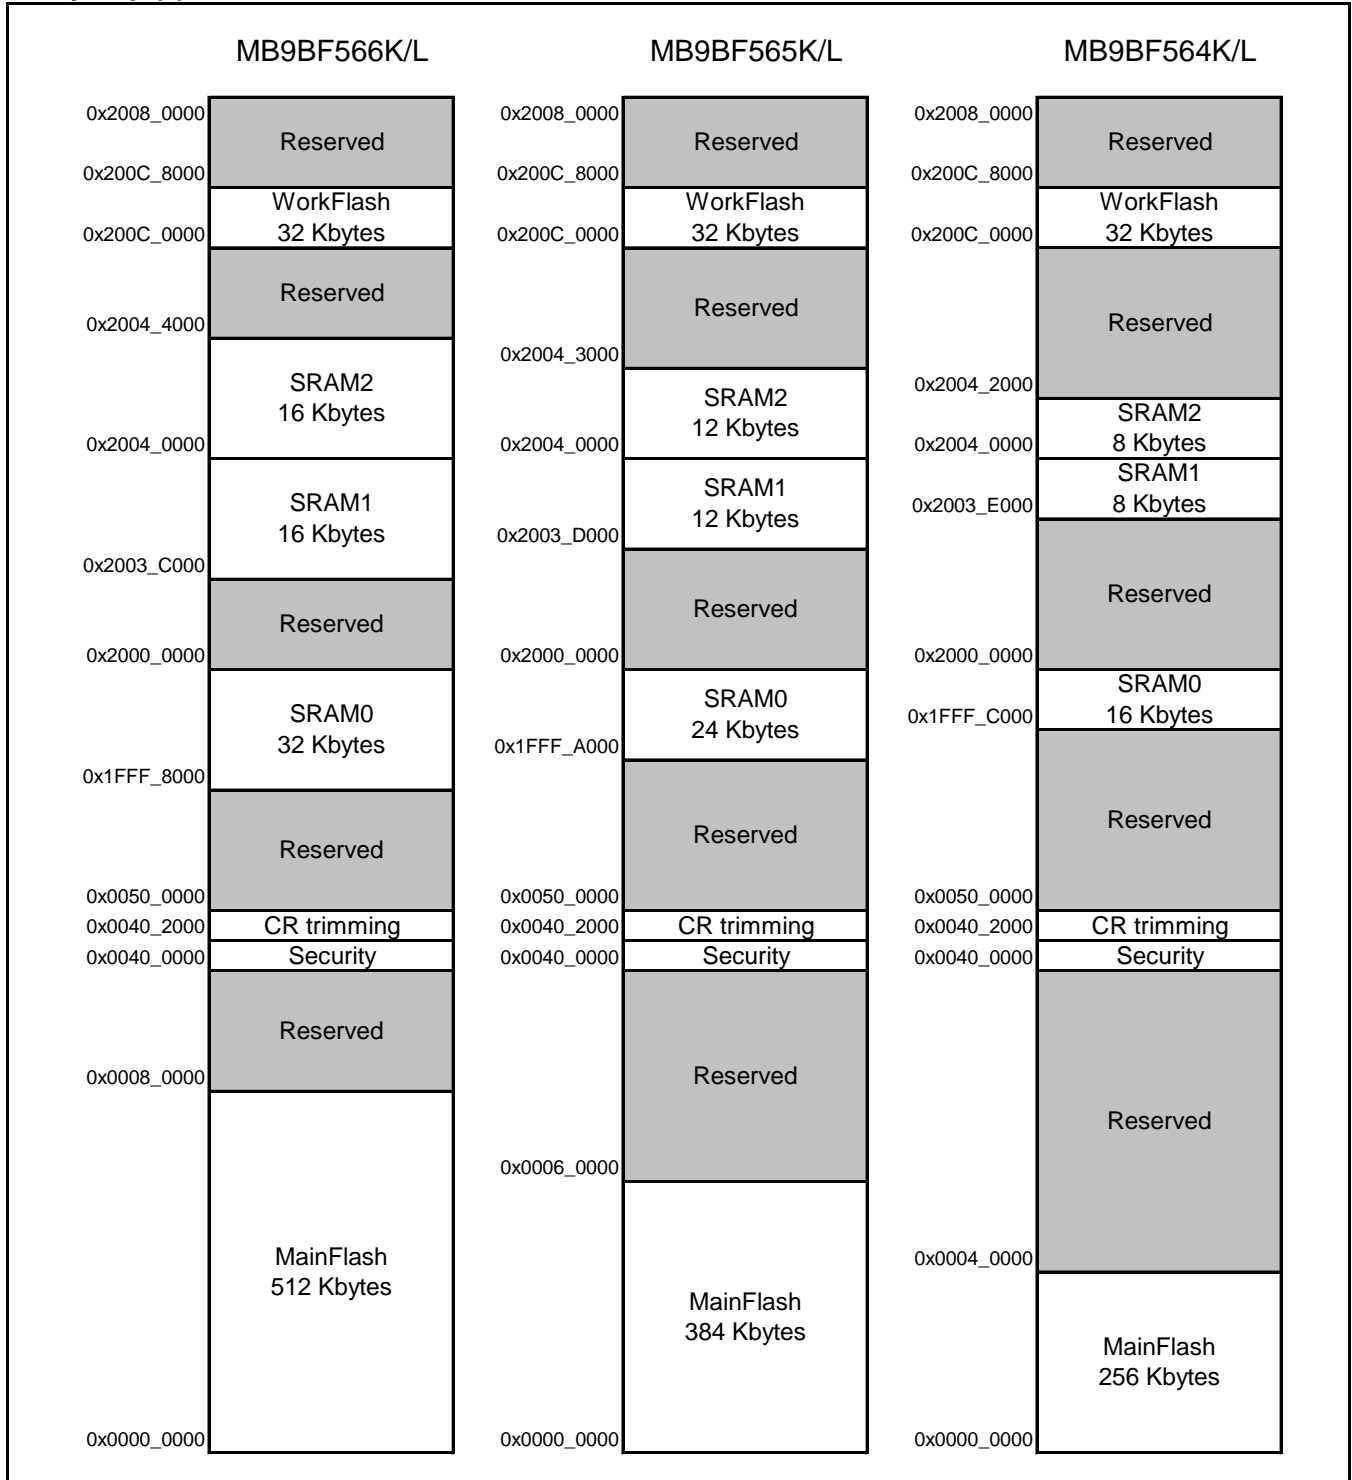 MB9BF566K/L
0x2008_0000
Reserved
0x200C_8000
WorkFlash
32 Kbytes
0x200C_0000
Reserved
0x2004_4000
SRAM2
16 Kbytes
0x2004_0000
SRAM1
16 Kbytes
0x2003_C000
Reserved
0x2000_0000
SRAM0
32 Kbytes
0x1FFF_8000
Reserved
0x0050_0000
CR trimming
0x0040_2000
Security
0x0040_0000
Reserved
0x0008_0000
MainFlash
512 Kbytes
0x0000_0000
MB9BF565K/L
0x2008_0000
Reserved
0x200C_8000
WorkFlash
32 Kbytes
0x200C_0000
Reserved
0x2004_3000
SRAM2
12 Kbytes
0x2004_0000
SRAM1
12 Kbytes
0x2003_D000
Reserved
0x2000_0000
SRAM0
24 Kbytes
0x1FFF_A000
Reserved
0x0050_0000
CR trimming
0x0040_2000
Security
0x0040_0000
Reserved
0x0006_0000
MainFlash
384 Kbytes
0x0000_0000
MB9BF564K/L
0x2008_0000
Reserved
0x200C_8000
WorkFlash
32 Kbytes
0x200C_0000
Reserved
0x2004_2000
SRAM2
8 Kbytes
0x2004_0000
SRAM1
8 Kbytes
0x2003_E000
Reserved
0x2000_0000
SRAM0
16 Kbytes
0x1FFF_C000
Reserved
0x0050_0000
CR trimming
0x0040_2000
Security
0x0040_0000
Reserved
0x0004_0000
MainFlash
256 Kbytes
0x0000_0000